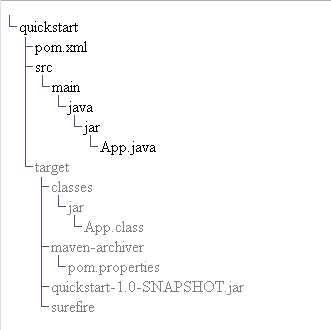 quickstart
pom.xml
src
main
java
jar
App.java
target
classes
jar
App.class
maven-archiver
pom.properties
quickstart-1.0-SNAPSHOT.jar
surefire